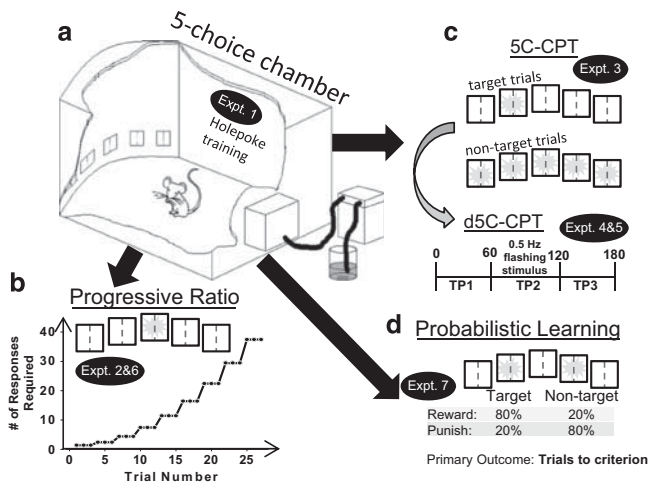 a
5-choice chamber
Expt. 1
Holepoke
training
b
Progressive Ratio
Expt. 2&6
# of Responses
Required
40
30
20
10
0
0
5
10
15
20
25
Trial Number
c
5C-CPT
Expt. 3
target trials
non-target trials
d5C-CPT
Expt. 4&5
0.5 Hz
flashing
stimulus
0
60
120
180
TP1
TP2
TP3
d
Probabilistic Learning
Expt. 7
Target Non-target
Reward: 80% 20%
Punish: 20% 80%
Primary Outcome: Trials to criterion